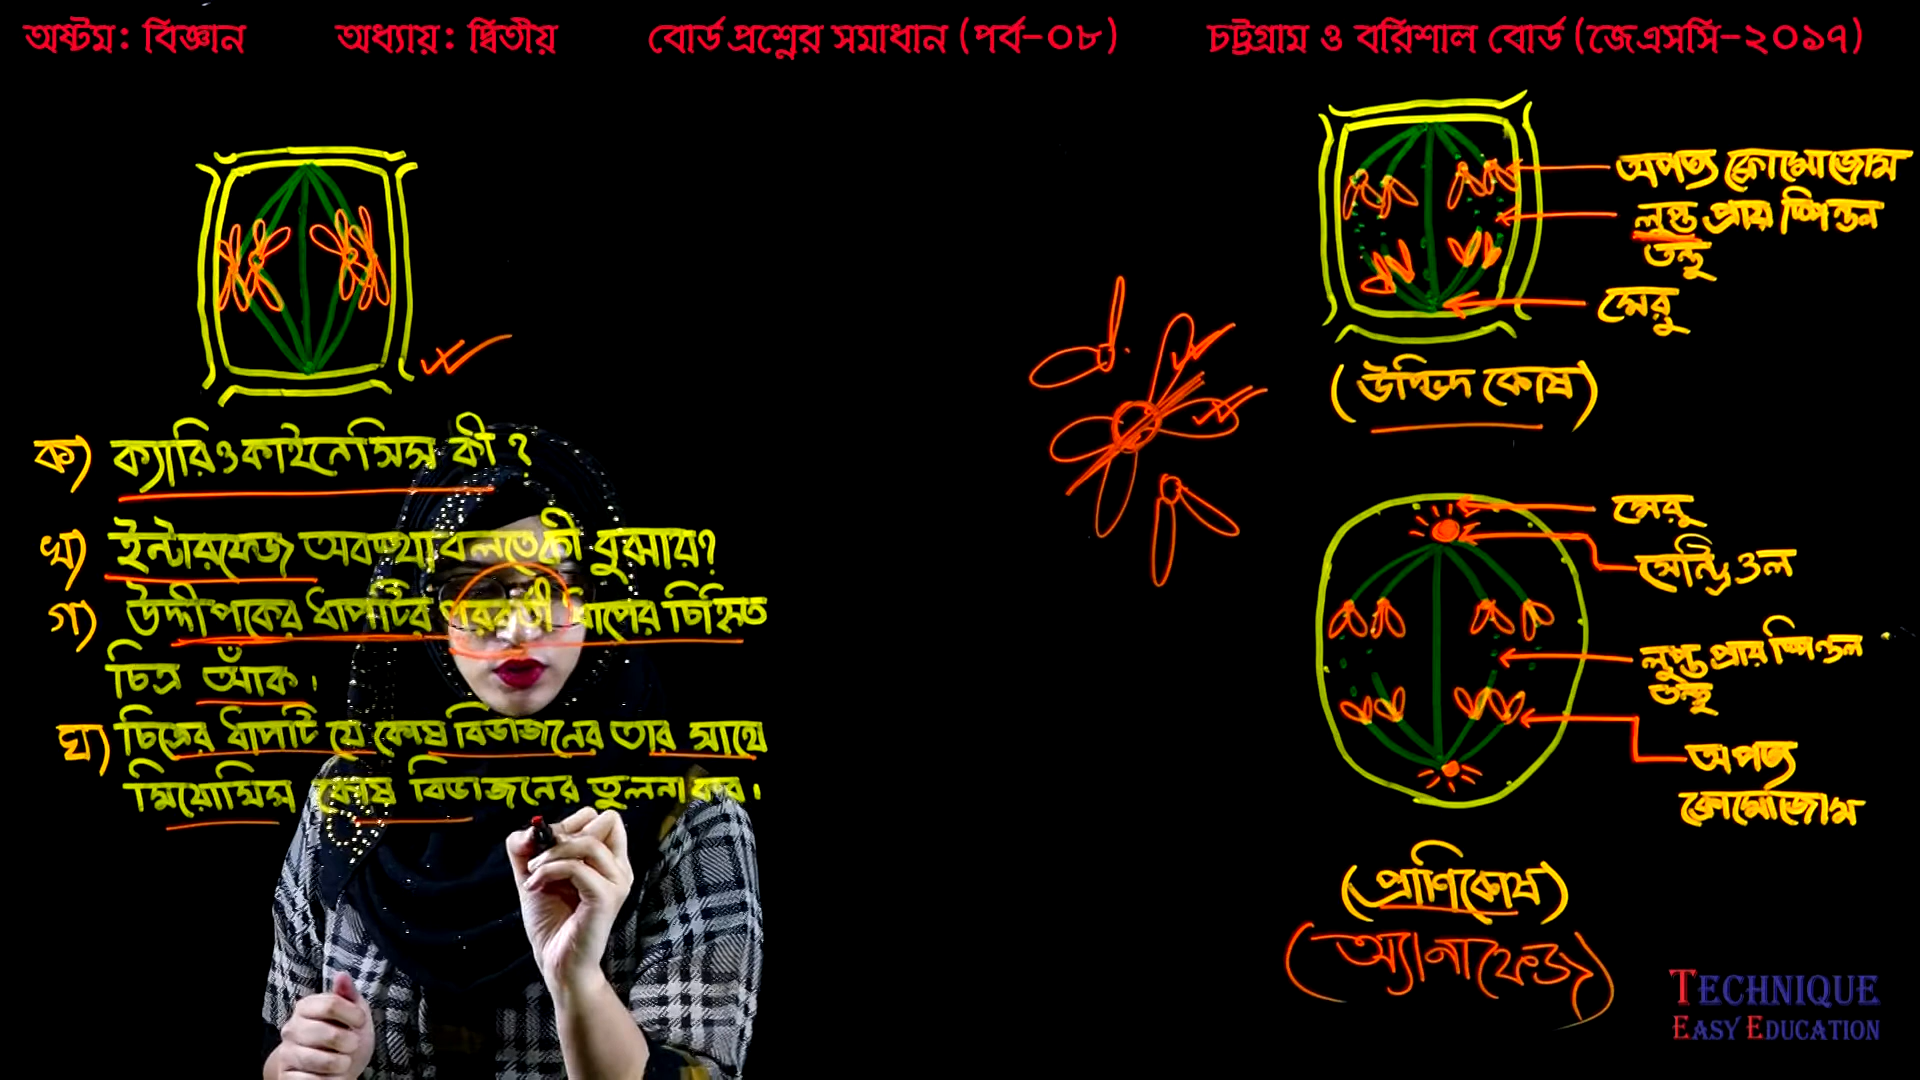 অষ্টম: বিজ্ঞান অধ্যায়: দ্বিতীয় বোর্ড প্রশ্নের সমাধান (পর্ব-০৮) চট্টগ্রাম ও বরিশাল বোর্ড (জেএসসি-২০১৭)
ক) ক্যারিওকাইনেসিস কী ?
খ) ইন্টারফেজ অবস্থা বলতে কী বুঝায়?
গ) উদ্দীপকের ধাপটির পরবর্তী ধাপের চিহ্নিত
চিত্র আঁক।
ঘ) চিত্রের ধাপটি যে কোষ বিভাজনের তার সাথে
মিয়োসিস কোষ বিভাজনের তুলনা কর।
অপত্য ক্রোমোজোম
লুপ্ত প্রায় স্পিন্ডল
তন্তু
মেরু
(উদ্ভিদ কোষ)
মেরু
সেন্ট্রিওল
লুপ্ত প্রায় স্পিন্ডল
তন্তু
অপত্য
ক্রোমোজোম
(প্রাণিকোষ)
(অ্যানাফেজ)
TECHNIQUE
EASY EDUCATION